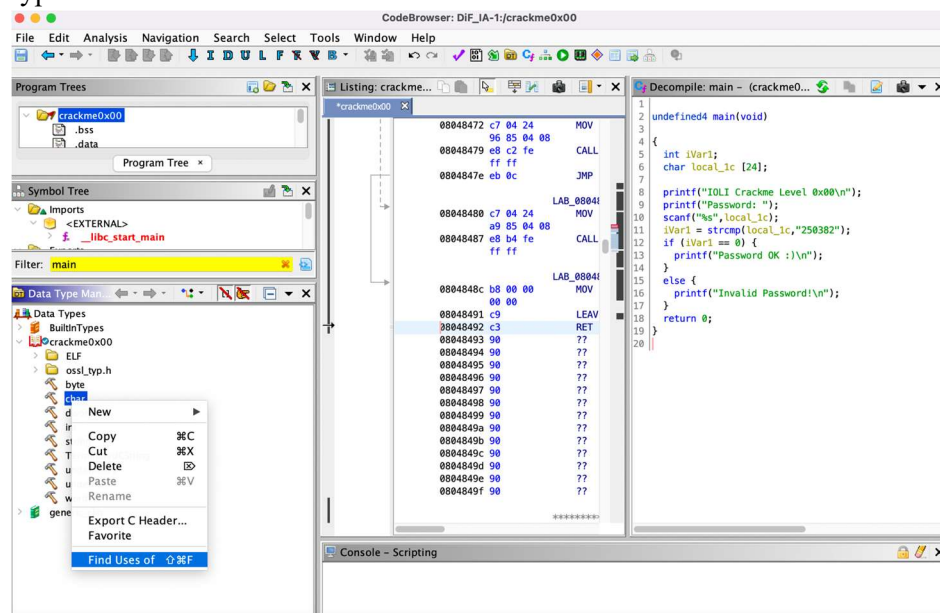 CodeBrowser: DiF_IA-1:/crackme0x00
File Edit Analysis Navigation Search Select Tools Window Help
I D U L F R V B
Program Trees
crackme0x00
.bss
.data
Program Tree ×
Symbol Tree
Imports
<EXTERNAL>
f __libc_start_main
Filter: main
Data Type Man...
Data Types
BuiltInTypes
crackme0x00
ELF
ossl_typ.h
byte
char
d
in
st
T
u
u
w
gene
New
Copy ⌘C
Cut ⌘X
Delete ⌦
Paste ⌘V
Rename
Export C Header...
Favorite
Find Uses of ⇧⌘F
Listing: crackme...
*crackme0x00
08048472 c7 04 24 MOV
96 85 04 08
08048479 e8 c2 fe CALL
ff ff
0804847e eb 0c JMP
LAB_08048
08048480 c7 04 24 MOV
a9 85 04 08
08048487 e8 b4 fe CALL
ff ff
LAB_08048
0804848c b8 00 00 MOV
00 00
08048491 c9 LEAV
08048492 c3 RET
08048493 90 ??
08048494 90 ??
08048495 90 ??
08048496 90 ??
08048497 90 ??
08048498 90 ??
08048499 90 ??
0804849a 90 ??
0804849b 90 ??
0804849c 90 ??
0804849d 90 ??
0804849e 90 ??
0804849f 90 ??
********
Decompile: main – (crackme0...
1
2 undefined4 main(void)
3
4 {
5 int iVar1;
6 char local_1c [24];
7
8 printf("IOLI Crackme Level 0x00\n");
9 printf("Password: ");
10 scanf("%s",local_1c);
11 iVar1 = strcmp(local_1c,"250382");
12 if (iVar1 == 0) {
13 printf("Password OK :)\n");
14 }
15 else {
16 printf("Invalid Password!\n");
17 }
18 return 0;
19 }
20
Console – Scripting